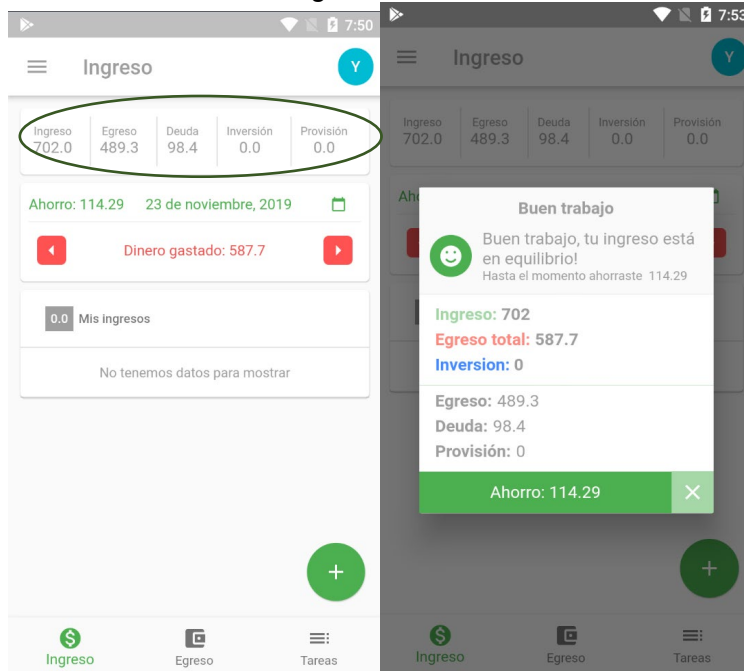 7:50
Ingreso
Y
Ingreso Egreso Deuda Inversión Provisión
702.0 489.3 98.4 0.0 0.0
Ahorro: 114.29 23 de noviembre, 2019
Dinero gastado: 587.7
0.0 Mis ingresos
No tenemos datos para mostrar
+
Ingreso Egreso Tareas
7:53
Ingreso
Y
Ingreso Egreso Deuda Inversión Provisión
702.0 489.3 98.4 0.0 0.0
Aho
Buen trabajo
Buen trabajo, tu ingreso está
en equilibrio!
Hasta el momento ahorraste 114.29
Ingreso: 702
Egreso total: 587.7
Inversion: 0
Egreso: 489.3
Deuda: 98.4
Provisión: 0
Ahorro: 114.29
+
Ingreso Egreso Tareas